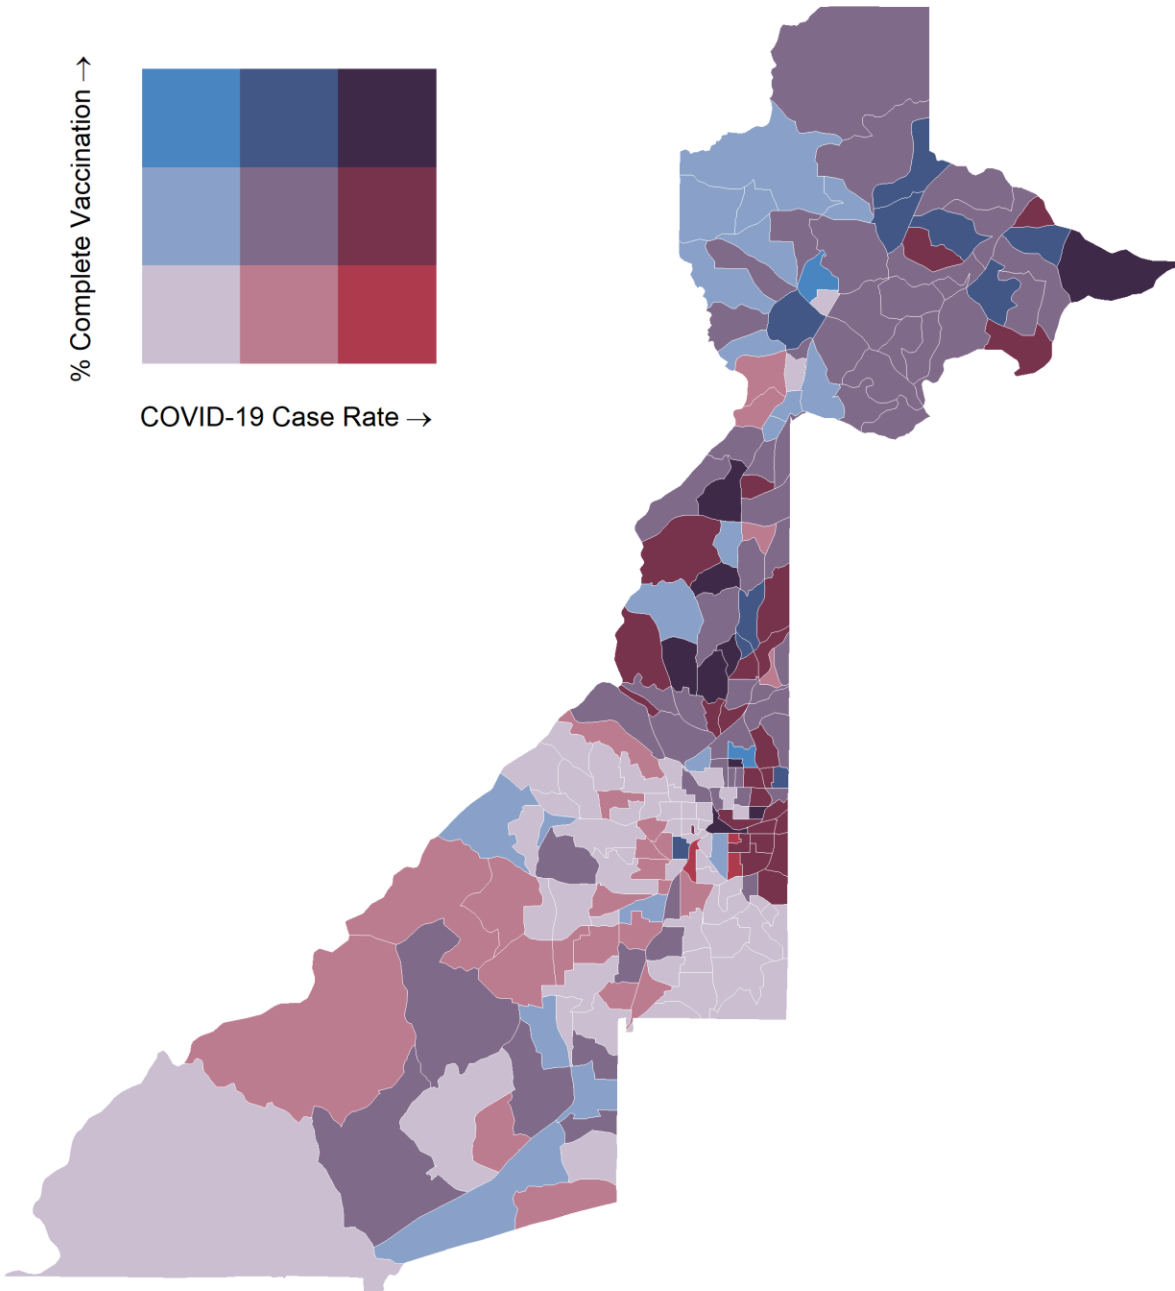 % Complete Vaccination →
COVID-19 Case Rate →